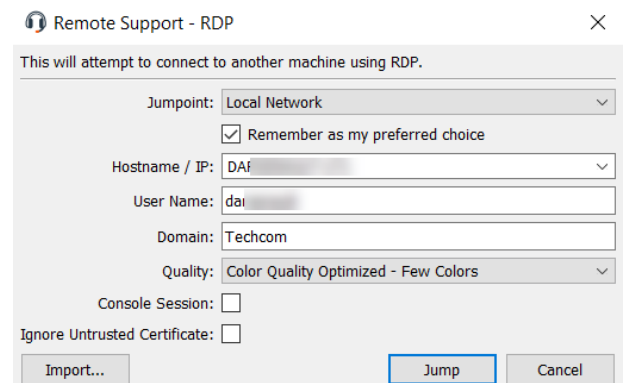 Remote Support - RDP
This will attempt to connect to another machine using RDP.
Jumpoint: Local Network
Remember as my preferred choice
Hostname / IP:
User Name:
Domain: Techcom
Quality: Color Quality Optimized - Few Colors
Console Session:
Ignore Untrusted Certificate:
Import... Jump Cancel